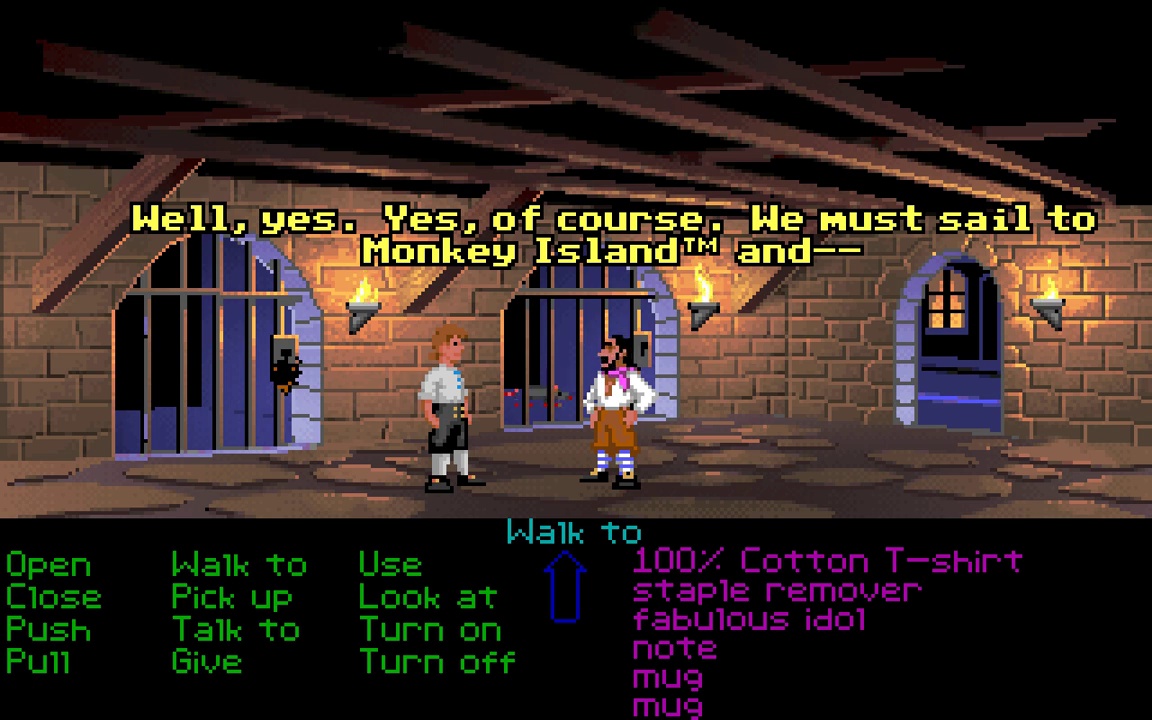 Well, yes. Yes, of course. We must sail to
Monkey Island™ and--
Walk to
Open Walk to Use
Close Pick up Look at
Push Talk to Turn on
Pull Give Turn off
100% Cotton T-shirt
staple remover
fabulous idol
note
mug
mug